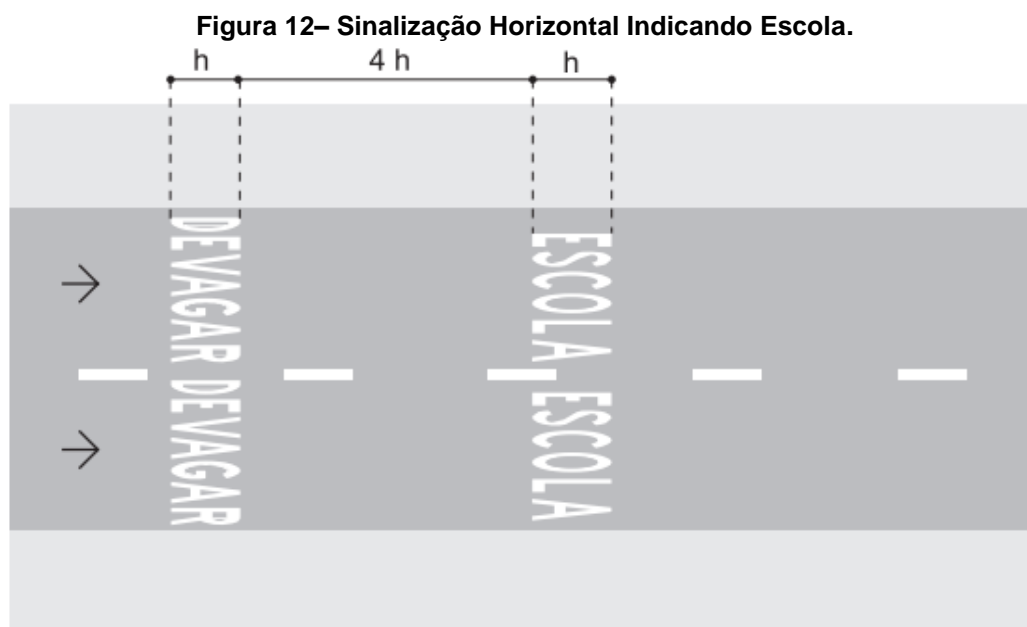 Figura 12– Sinalização Horizontal Indicando Escola.
h 4 h h
DEVAGAR DEVAGAR
ESCOLA ESCOLA